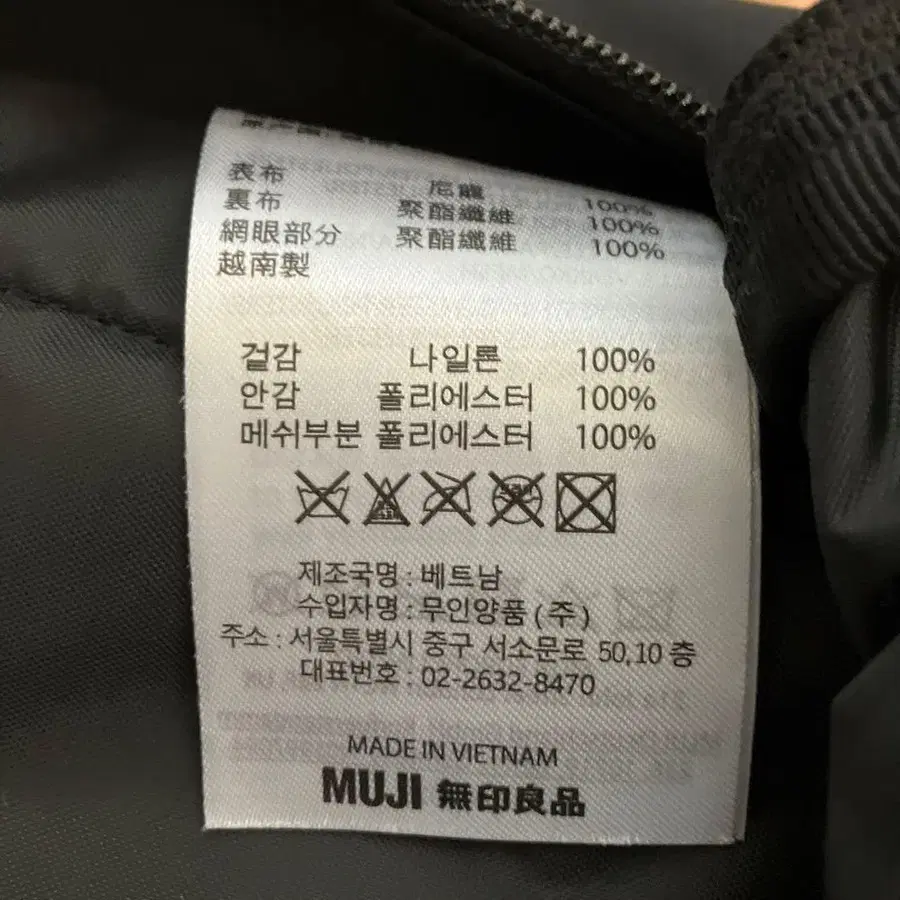 表布 尼龍 100%
裏布 聚酯纖維 100%
網眼部分 聚酯纖維 100%
越南製
겉감 나일론 100%
안감 폴리에스터 100%
메쉬부분 폴리에스터 100%
제조국명 : 베트남
수입자명 : 무인양품 (주)
주소 : 서울특별시 중구 서소문로 50, 10 층
대표번호 : 02-2632-8470
MADE IN VIETNAM
MUJI 無印良品